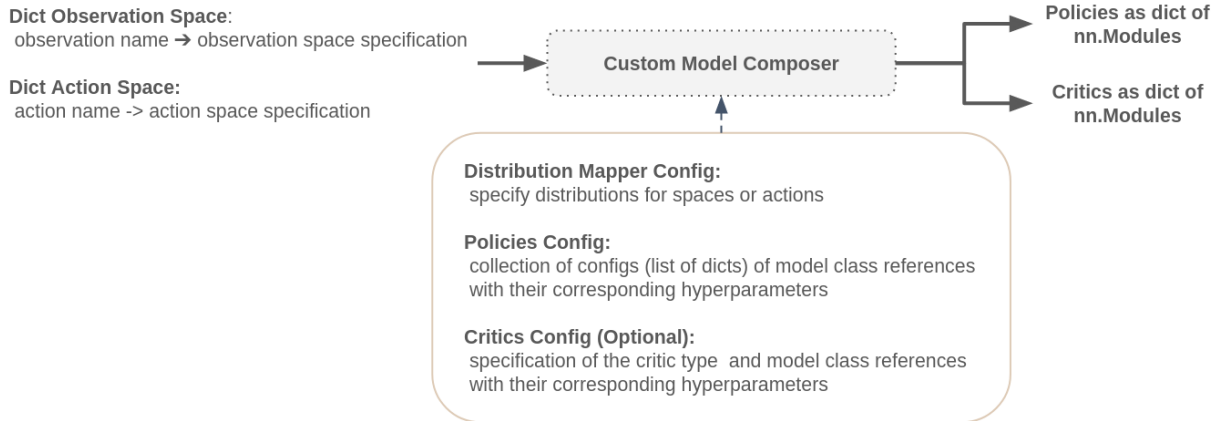 Dict Observation Space:
observation name ➔ observation space specification
Dict Action Space:
action name -> action space specification
Custom Model Composer
Policies as dict of
nn.Modules
Critics as dict of
nn.Modules
Distribution Mapper Config:
specify distributions for spaces or actions
Policies Config:
collection of configs (list of dicts) of model class references
with their corresponding hyperparameters
Critics Config (Optional):
specification of the critic type  and model class references
with their corresponding hyperparameters